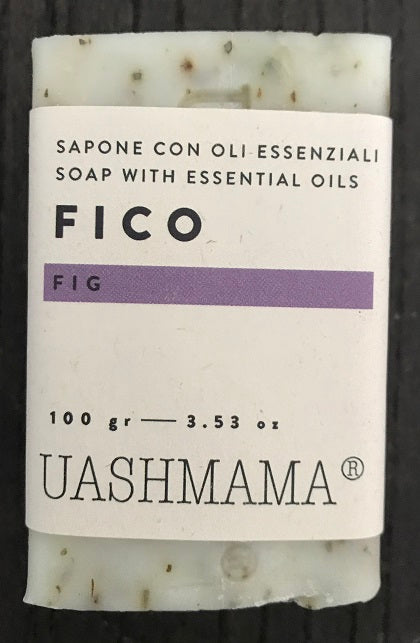 SAPONE CON OLI ESSENZIALI
SOAP WITH ESSENTIAL OILS
FICO
FIG
100 gr — 3.53 oz
UASHMAMA®